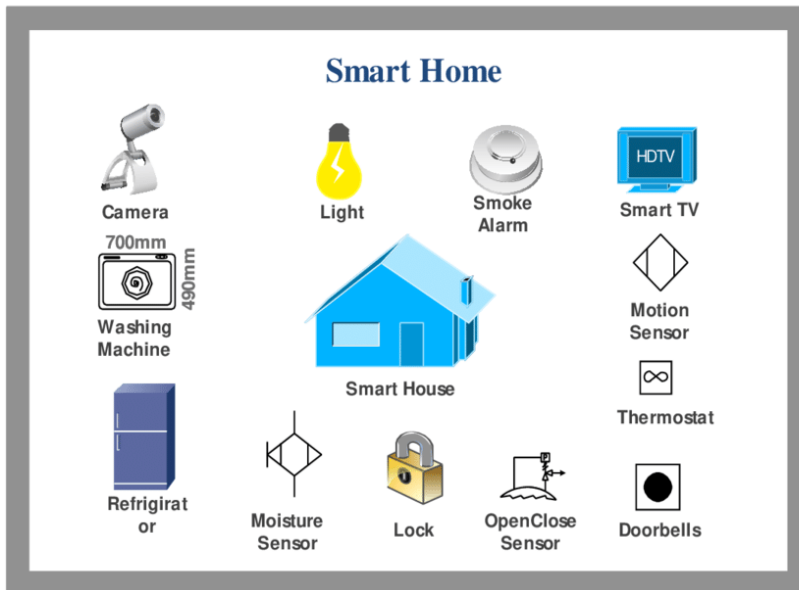 Smart Home
HDTV
Camera
Light
Smoke
Alarm
Smart TV
700mm
490mm
Washing
Machine
Motion
Sensor
Smart House
Thermostat
Refrigirat
or
Moisture
Sensor
Lock
P
OpenClose
Sensor
Doorbells